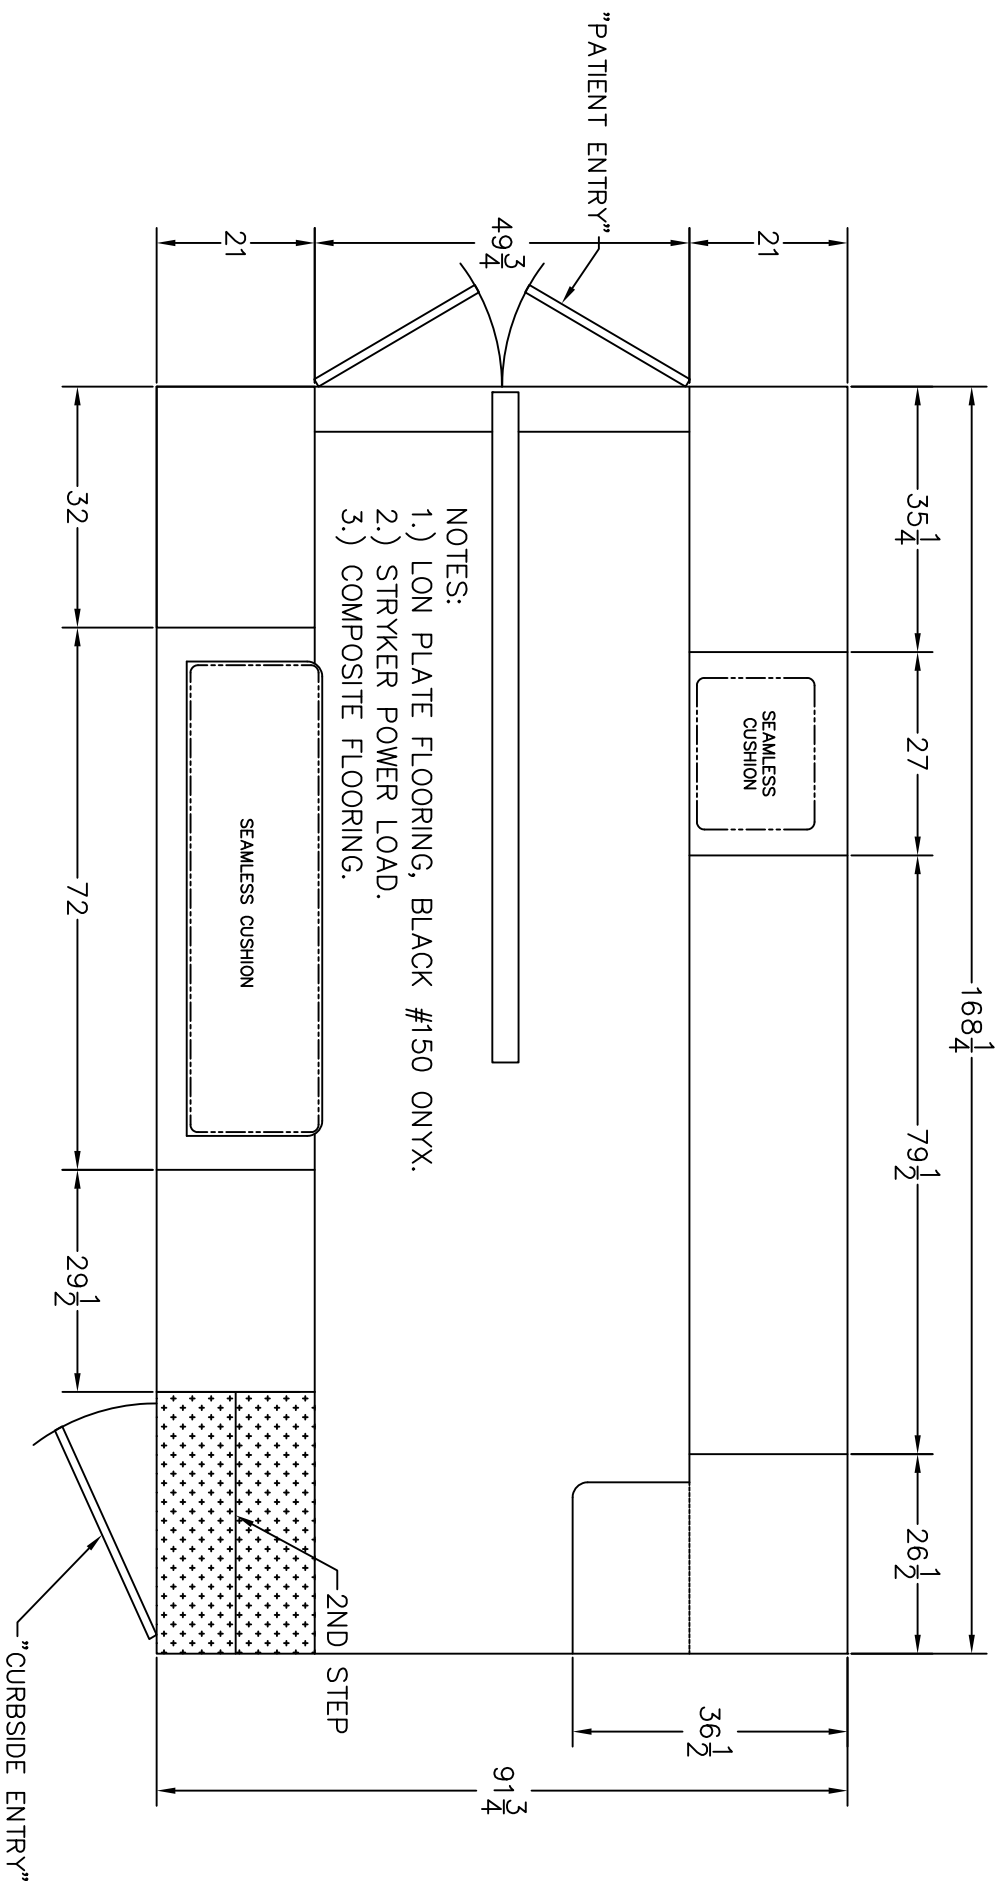 168 1/4
35 1/4
27
79 1/2
26 1/2
21
49 3/4
21
36 1/2
91 3/4
"PATIENT ENTRY"
SEAMLESS
CUSHION
NOTES:
1.) LON PLATE FLOORING, BLACK #150 ONYX.
2.) STRYKER POWER LOAD.
3.) COMPOSITE FLOORING.
SEAMLESS CUSHION
2ND STEP
32
72
29 1/2
"CURBSIDE ENTRY"